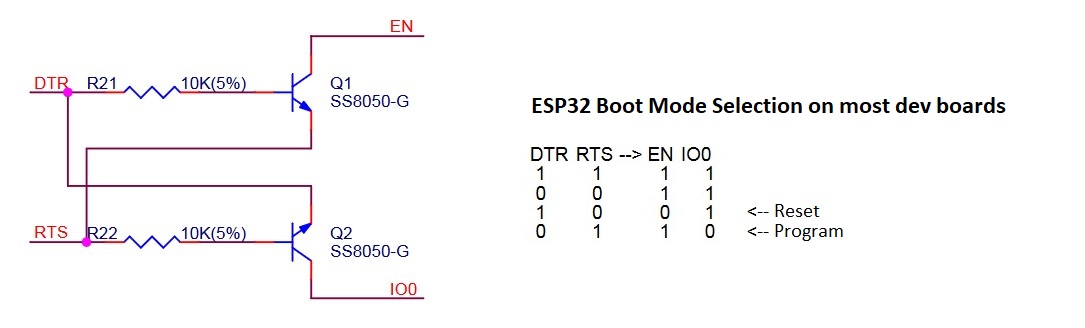 EN
DTR R21 10K(5%) Q1
SS8050-G
RTS R22 10K(5%) Q2
SS8050-G
IO0
ESP32 Boot Mode Selection on most dev boards
DTR RTS --> EN IO0
1 1 1 1
0 0 1 1
1 0 0 1 <-- Reset
0 1 1 0 <-- Program